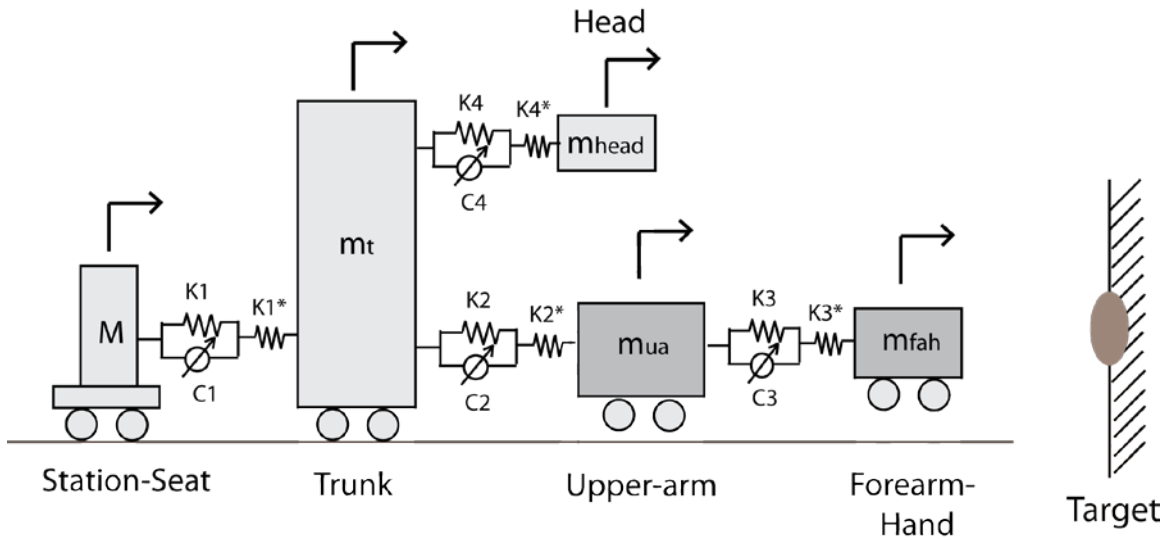 Head
K4
K4*
mhead
C4
mt
K1
K1*
M
C1
K2
K2*
mua
C2
K3
K3*
mfah
C3
Station-Seat
Trunk
Upper-arm
Forearm-
Hand
Target